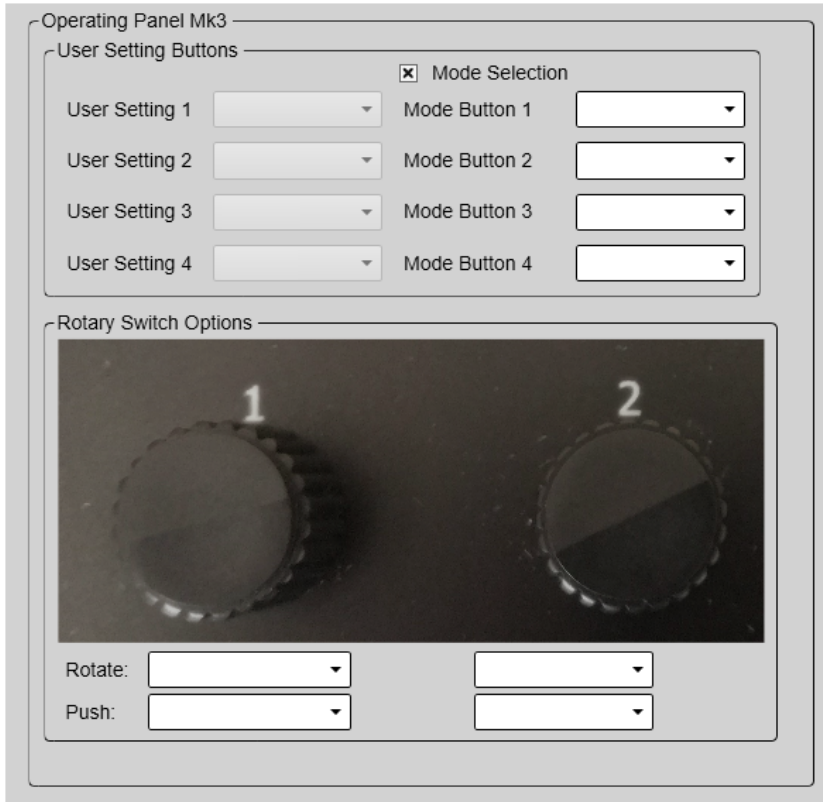 Operating Panel Mk3
User Setting Buttons
Mode Selection
User Setting 1 Mode Button 1
User Setting 2 Mode Button 2
User Setting 3 Mode Button 3
User Setting 4 Mode Button 4
Rotary Switch Options
1 2
Rotate:
Push: